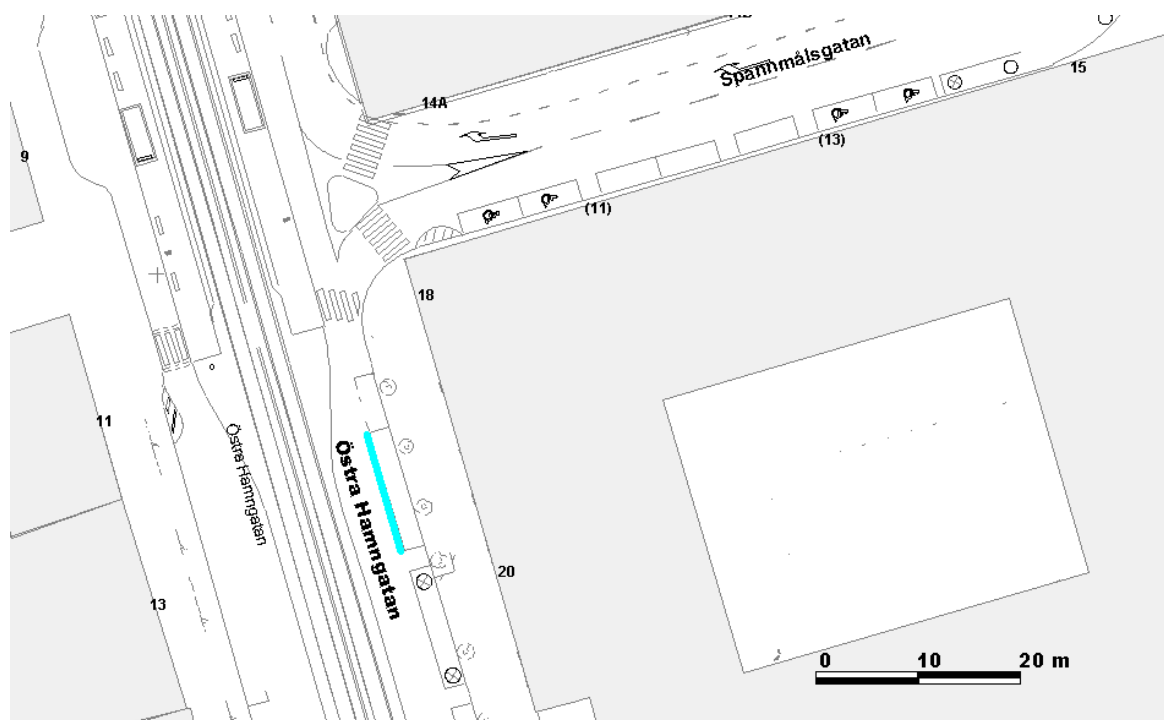 14A
Spannmålsgatan
15
9
(13)
(11)
18
11
Östra Hamngatan
Östra Hamngatan
20
13
0 10 20 m